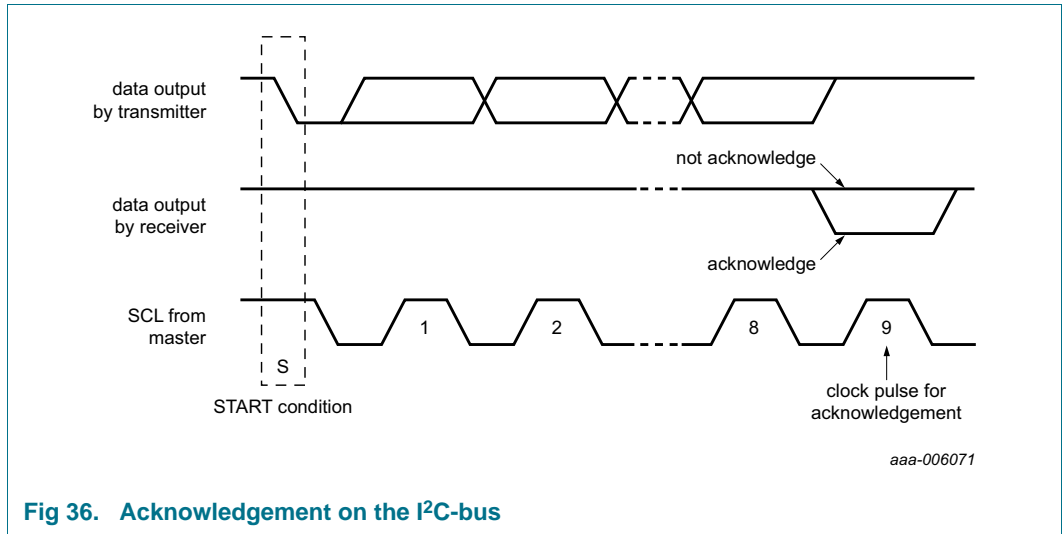 data output
by transmitter
not acknowledge
data output
by receiver
acknowledge
SCL from
master
1
2
8
9
S
START condition
clock pulse for
acknowledgement
aaa-006071
Fig 36. Acknowledgement on the I²C-bus